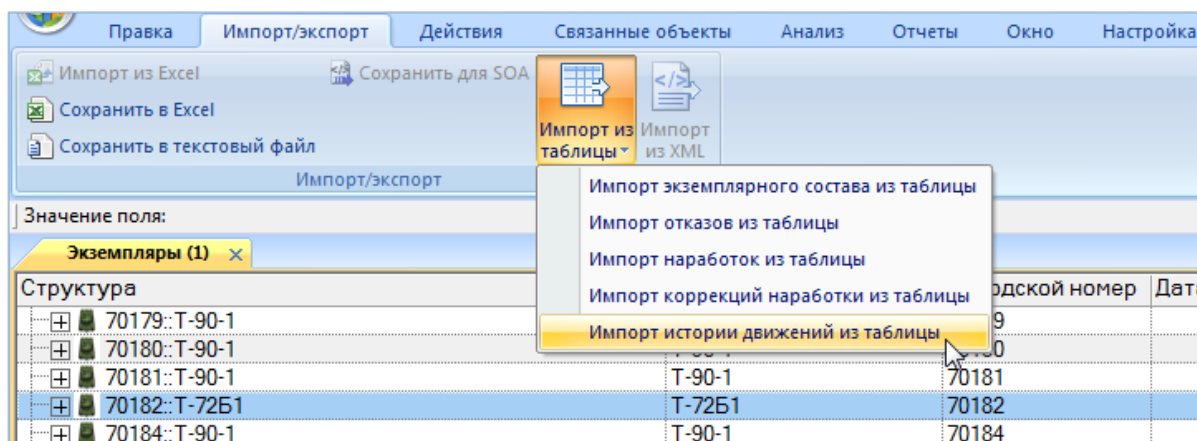 Правка Импорт/экспорт Действия Связанные объекты Анализ Отчеты Окно Настройка
Импорт из Excel Сохранить для SOA
Сохранить в Excel
Сохранить в текстовый файл
Импорт из таблицы Импорт из XML
Импорт/экспорт
Импорт экземплярного состава из таблицы
Импорт отказов из таблицы
Импорт наработок из таблицы
Импорт коррекций наработки из таблицы
Импорт истории движений из таблицы
Значение поля:
Экземпляры (1)
Структура номер
70179::Т-90-1
70180::Т-90-1
70181::Т-90-1 Т-90-1 70181
70182::Т-72Б1 Т-72Б1 70182
70184::Т-90-1 Т-90-1 70184